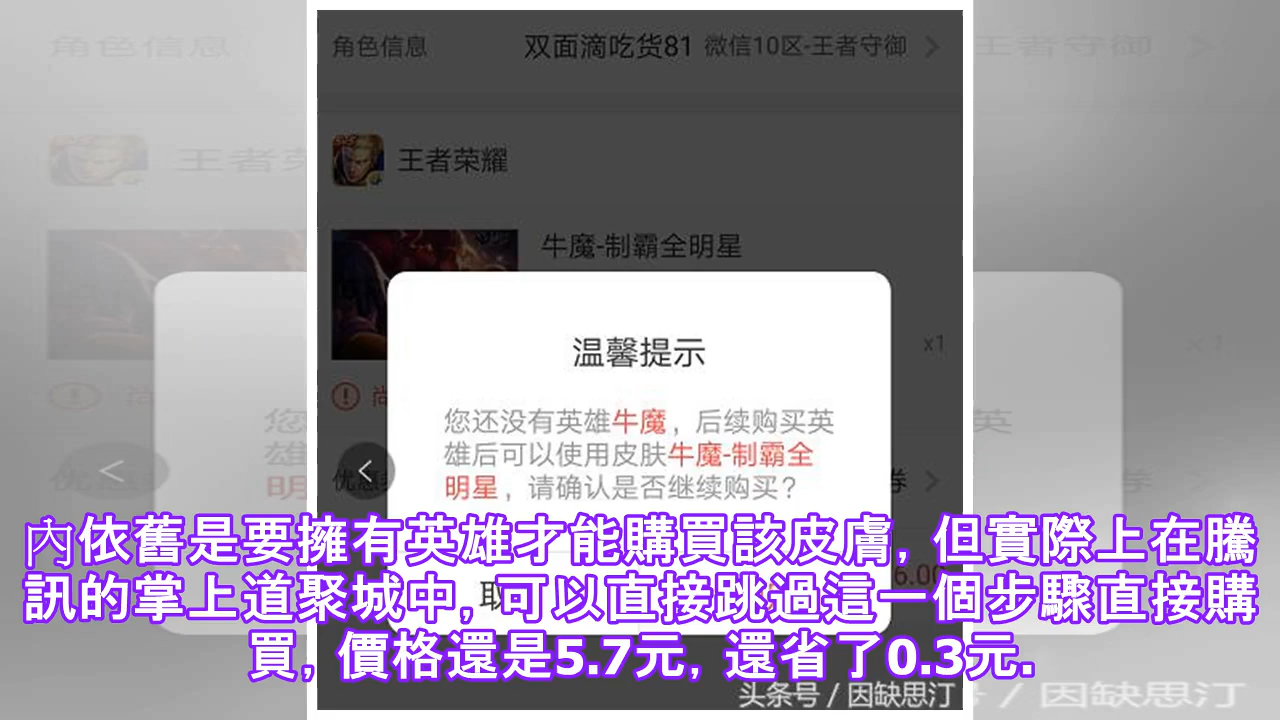 角色信息 双面滴吃货81 微信10区-王者守御
王者荣耀
牛魔-制霸全明星
x1
尚
温馨提示
您还没有英雄牛魔，后续购买英
雄后可以使用皮肤牛魔-制霸全
明星，请确认是否继续购买？
券
內依舊是要擁有英雄才能購買該皮膚, 但實際上在騰
訊的掌上道聚城中, 可以直接跳過這一個步驟直接購
買, 價格還是5.7元, 還省了0.3元.
6.00
头条号 / 因缺思汀